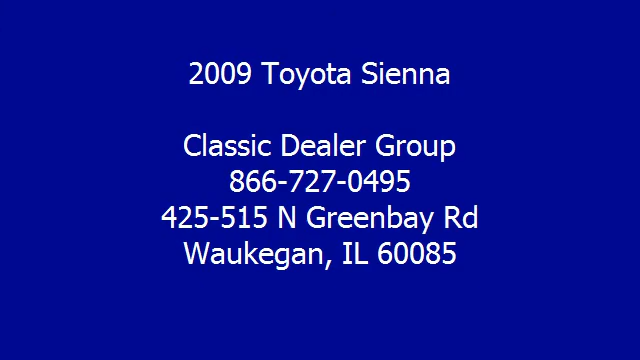 2009 Toyota Sienna
Classic Dealer Group
866-727-0495
425-515 N Greenbay Rd
Waukegan, IL 60085